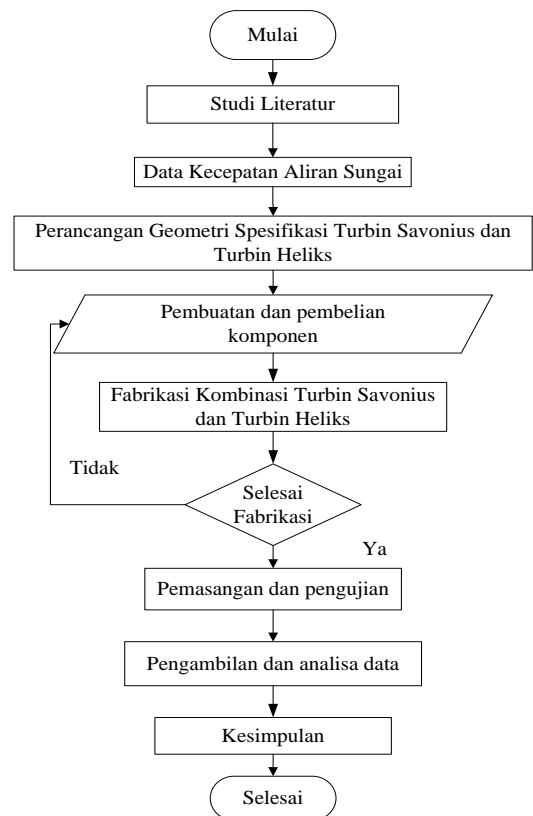 Mulai
Studi Literatur
Data Kecepatan Aliran Sungai
Perancangan Geometri Spesifikasi Turbin Savonius dan
Turbin Heliks
Pembuatan dan pembelian
komponen
Fabrikasi Kombinasi Turbin Savonius
dan Turbin Heliks
Tidak
Selesai
Fabrikasi
Ya
Pemasangan dan pengujian
Pengambilan dan analisa data
Kesimpulan
Selesai